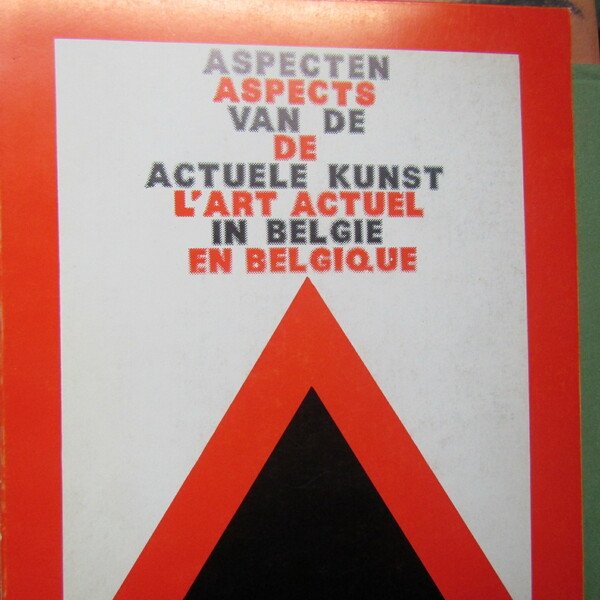 ASPECTEN
ASPECTS
VAN DE
DE
ACTUELE KUNST
L'ART ACTUEL
IN BELGIE
EN BELGIQUE